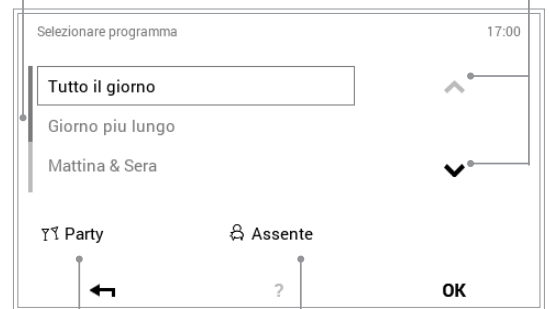 Selezionare programma 17:00
Tutto il giorno
Giorno piu lungo
Mattina & Sera
Party Assente
? OK